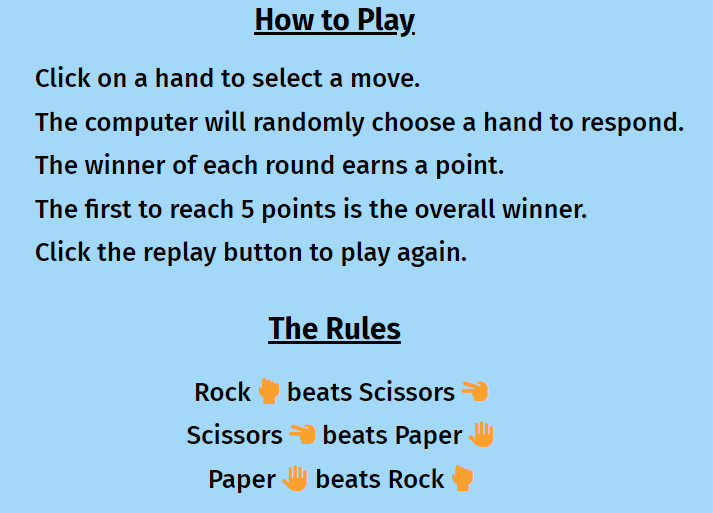 How to Play
Click on a hand to select a move.
The computer will randomly choose a hand to respond.
The winner of each round earns a point.
The first to reach 5 points is the overall winner.
Click the replay button to play again.
The Rules
Rock beats Scissors
Scissors beats Paper
Paper beats Rock